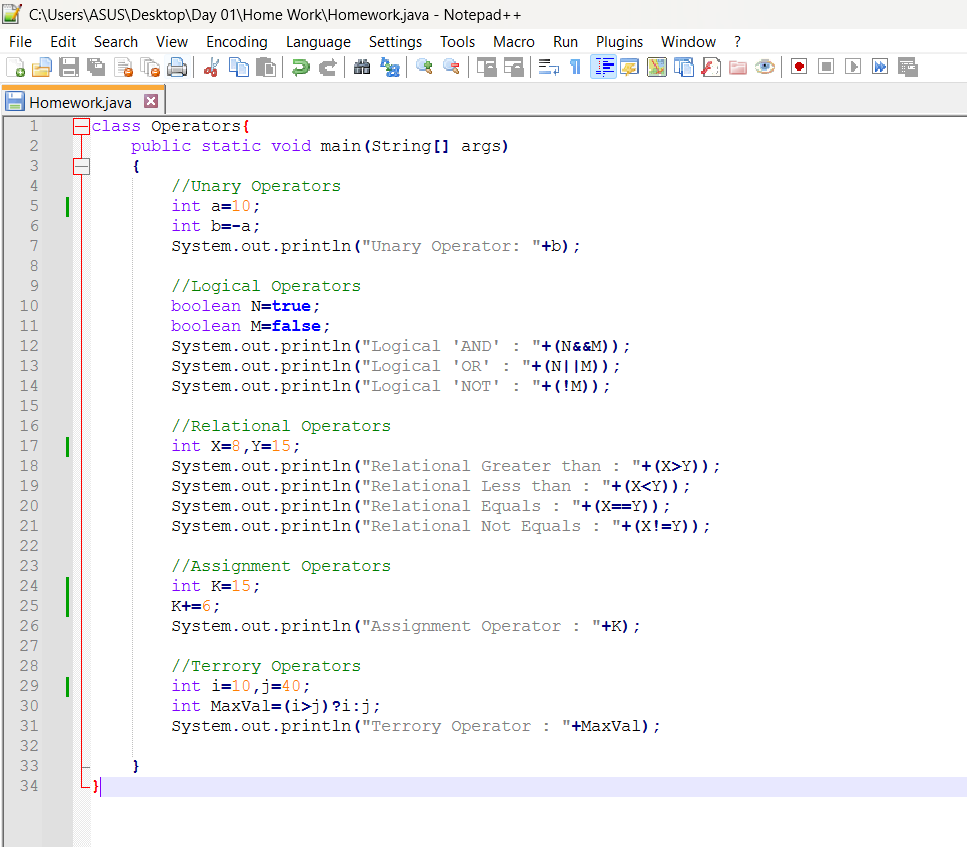 C:\Users\ASUS\Desktop\Day 01\Home Work\Homework.java - Notepad++
File Edit Search View Encoding Language Settings Tools Macro Run Plugins Window ?
Homework.java
1 class Operators{
2 public static void main(String[] args)
3 {
4 //Unary Operators
5 int a=10;
6 int b=-a;
7 System.out.println("Unary Operator: "+b);
8
9 //Logical Operators
10 boolean N=true;
11 boolean M=false;
12 System.out.println("Logical 'AND' : "+(N&&M));
13 System.out.println("Logical 'OR' : "+(N||M));
14 System.out.println("Logical 'NOT' : "+(!M));
15
16 //Relational Operators
17 int X=8,Y=15;
18 System.out.println("Relational Greater than : "+(X>Y));
19 System.out.println("Relational Less than : "+(X<Y));
20 System.out.println("Relational Equals : "+(X==Y));
21 System.out.println("Relational Not Equals : "+(X!=Y));
22
23 //Assignment Operators
24 int K=15;
25 K+=6;
26 System.out.println("Assignment Operator : "+K);
27
28 //Terrory Operators
29 int i=10,j=40;
30 int MaxVal=(i>j)?i:j;
31 System.out.println("Terrory Operator : "+MaxVal);
32
33 }
34 }